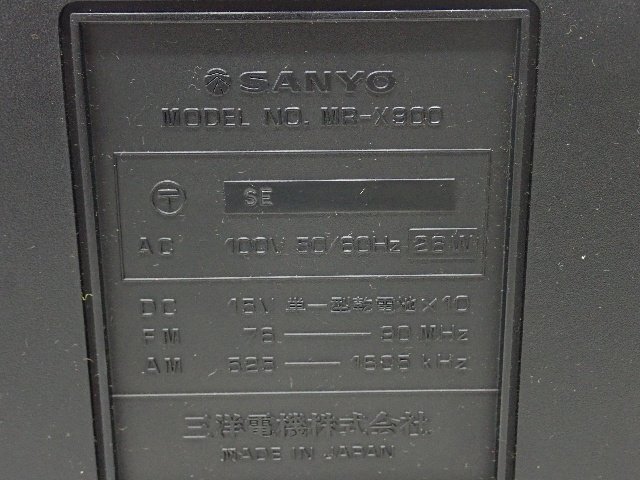 SANYO
MODEL NO. MR-X900
〒 SE
AC 100V 50/60Hz 26W
DC 15V 単一型乾電池×10
FM 76 — 90 MHz
AM 525 — 1605 kHz
三洋電機株式会社
MADE IN JAPAN